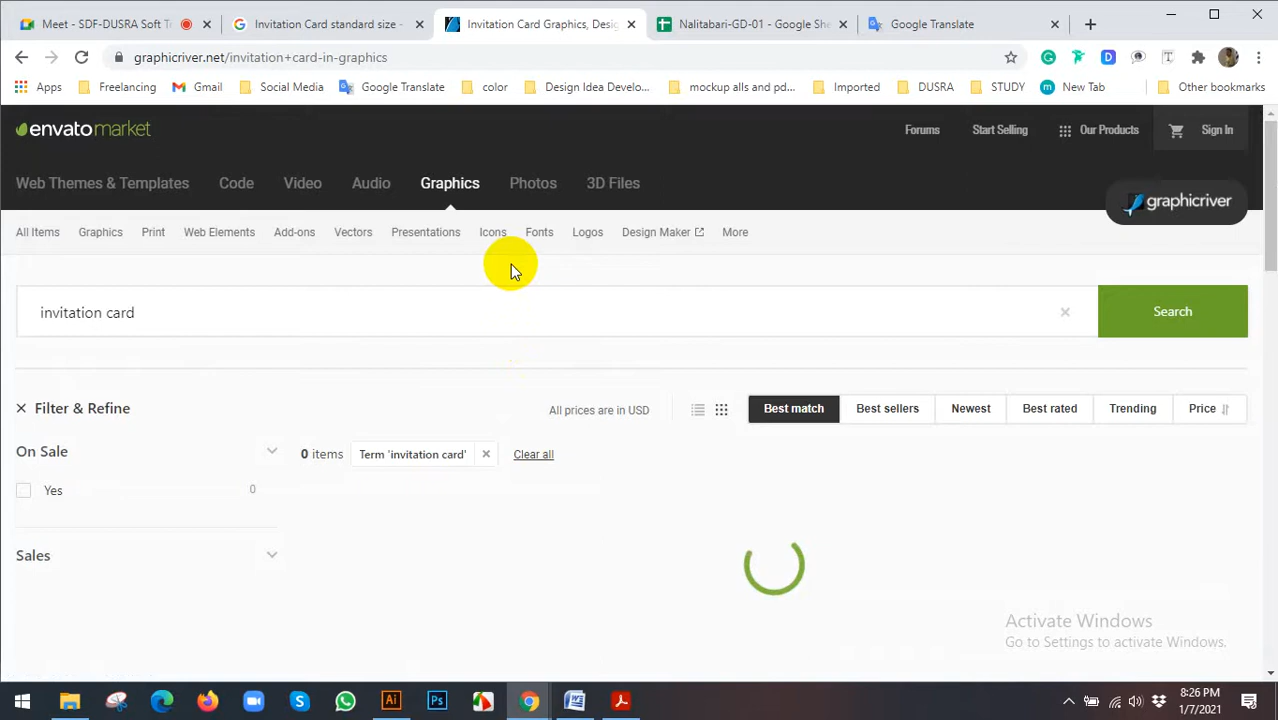 Meet - SDF-DUSRA Soft T
Invitation Card standard size -
Invitation Card Graphics, Desig
Nalitabari-GD-01 - Google She
Google Translate
graphicriver.net/invitation+card-in-graphics
Apps
Freelancing
Gmail
Social Media
Google Translate
color
Design Idea Develo...
mockup alls and pd...
Imported
DUSRA
STUDY
New Tab
Other bookmarks
envatomarket
Forums
Start Selling
Our Products
Sign In
Web Themes & Templates
Code
Video
Audio
Graphics
Photos
3D Files
graphicriver
All Items
Graphics
Print
Web Elements
Add-ons
Vectors
Presentations
Icons
Fonts
Logos
Design Maker
More
invitation card
Search
Filter & Refine
All prices are in USD
Best match
Best sellers
Newest
Best rated
Trending
Price
On Sale
0 items
Term 'invitation card'
Clear all
Yes
0
Sales
Activate Windows
Go to Settings to activate Windows.
8:26 PM
1/7/2021